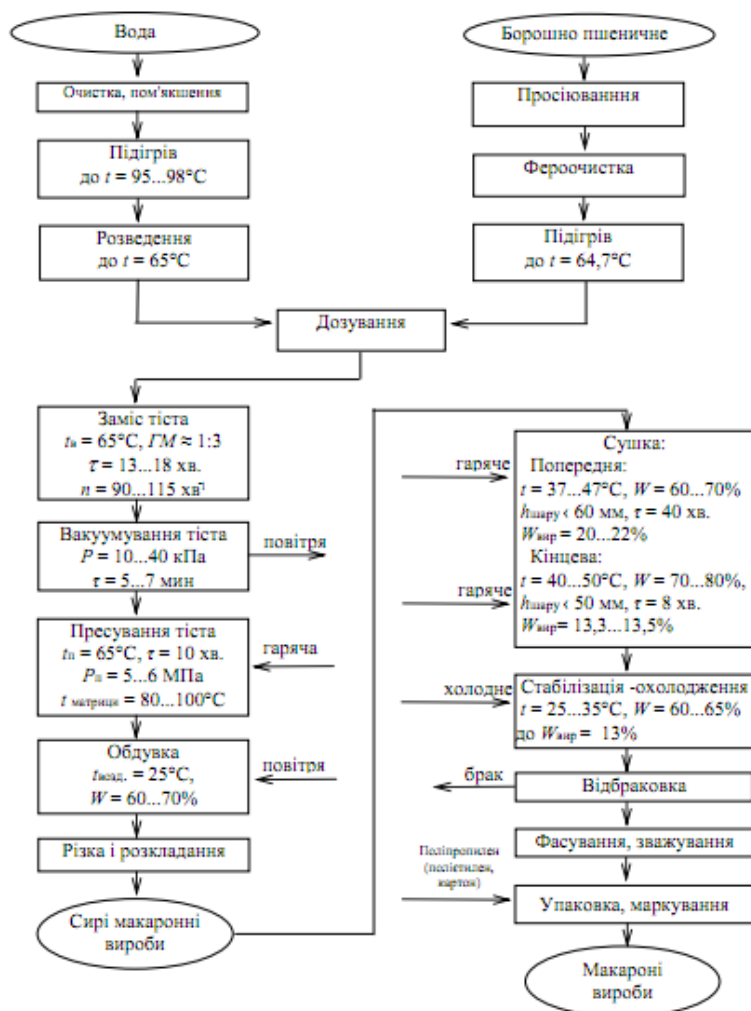 Вода
Очистка, пом'якшення
Підігрів
до t = 95...98°C
Розведення
до t = 65°C
Борошно пшеничне
Просіюванння
Фероочистка
Підігрів
до t = 64,7°C
Дозування
Заміс тіста
tв = 65°C, ГМ ≈ 1:3
τ = 13...18 хв.
n = 90...115 хв
Вакуумування тіста
P = 10...40 кПа
τ = 5...7 мин
повітря
Пресування тіста
tп = 65°C, τ = 10 хв.
Pп = 5...6 МПа
t матрици = 80...100°C
гаряча
Обдувка
tвозд. = 25°C,
W = 60...70%
повітря
Різка і розкладання
Сирі макаронні
вироби
Сушка:
Попередня:
t = 37...47°C, W = 60...70%
hшару < 60 мм, τ = 40 хв.
Wвир = 20...22%
Кінцева:
t = 40...50°C, W = 70...80%,
hшару < 50 мм, τ = 8 хв.
Wвир = 13,3...13,5%
гаряче
гаряче
холодне
Стабілізація -охолодження
t = 25...35°C, W = 60...65%
до Wвир = 13%
брак
Відбраковка
Фасування, зважування
Поліпропилен
(поліетилен,
картон)
Упаковка, маркування
Макароні
вироби